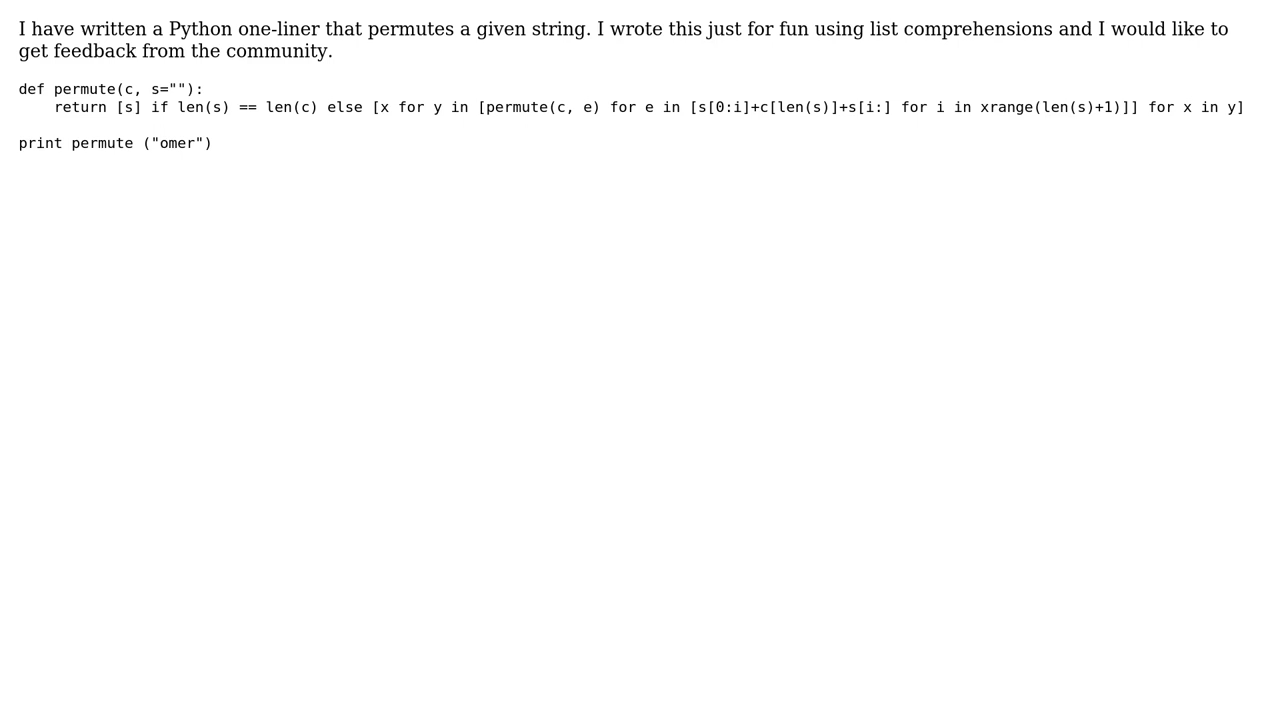 I have written a Python one-liner that permutes a given string. I wrote this just for fun using list comprehensions and I would like to
get feedback from the community.
def permute(c, s=""):
    return [s] if len(s) == len(c) else [x for y in [permute(c, e) for e in [s[0:i]+c[len(s)]+s[i:] for i in xrange(len(s)+1)]] for x in y]
print permute ("omer")